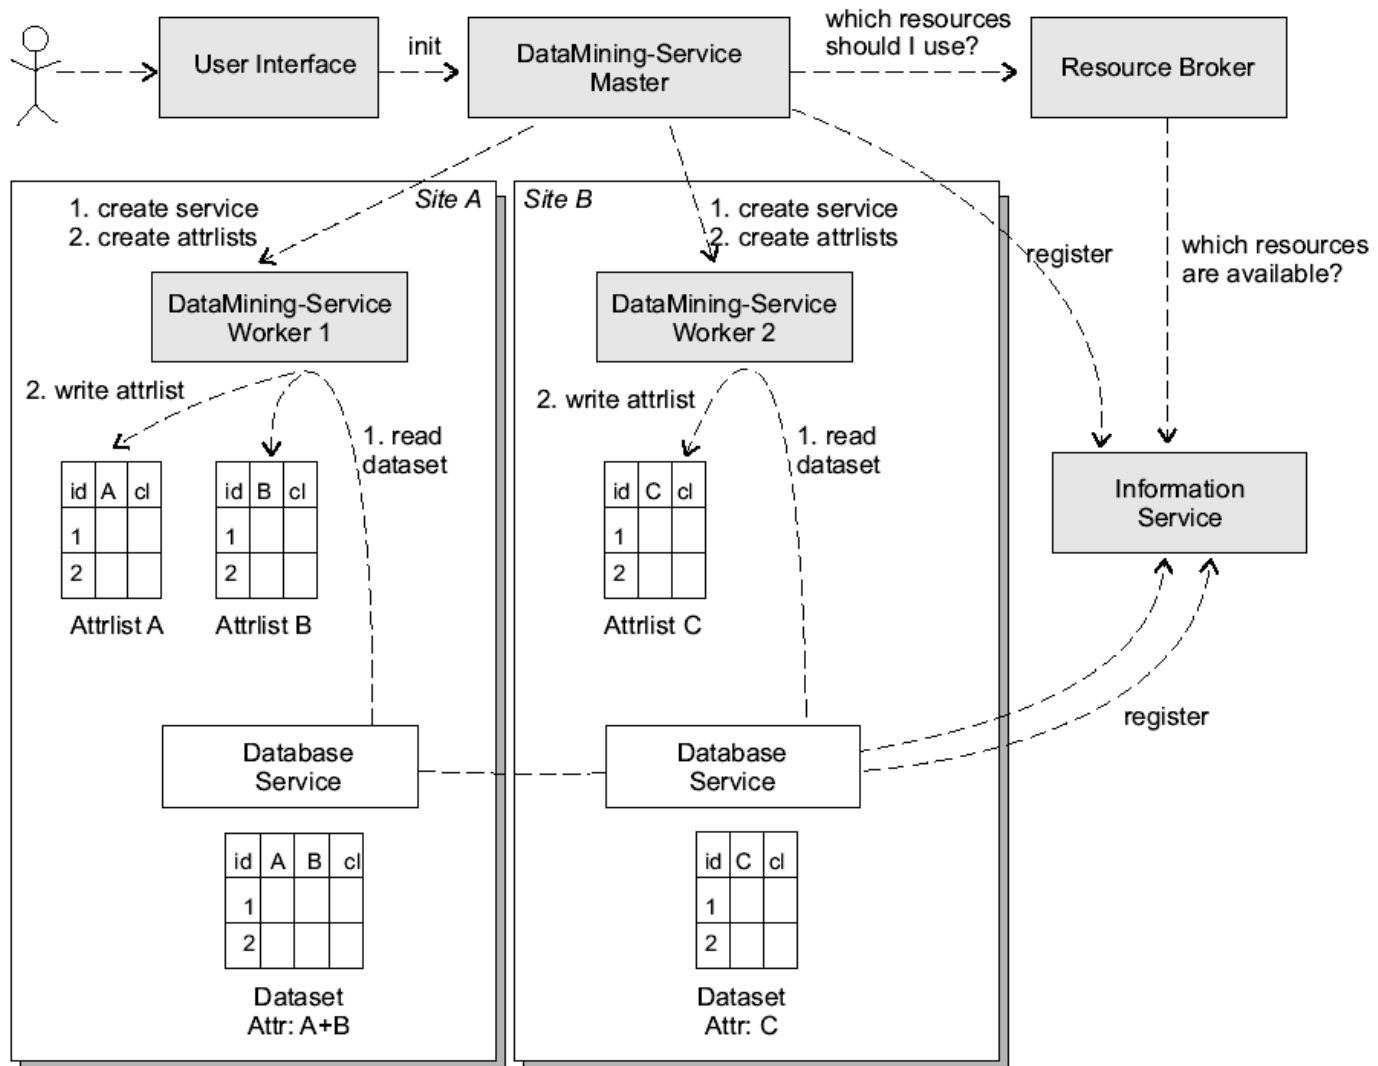 User Interface
init
DataMining-Service
Master
which resources
should I use?
Resource Broker
Site A
1. create service
2. create attrlists
Site B
1. create service
2. create attrlists
register
which resources
are available?
DataMining-Service
Worker 1
DataMining-Service
Worker 2
2. write attrlist
1. read
dataset
2. write attrlist
1. read
dataset
id A cl
1
2
Attrlist A
id B cl
1
2
Attrlist B
id C cl
1
2
Attrlist C
Information
Service
register
Database
Service
Database
Service
id A B cl
1
2
Dataset
Attr: A+B
id C cl
1
2
Dataset
Attr: C